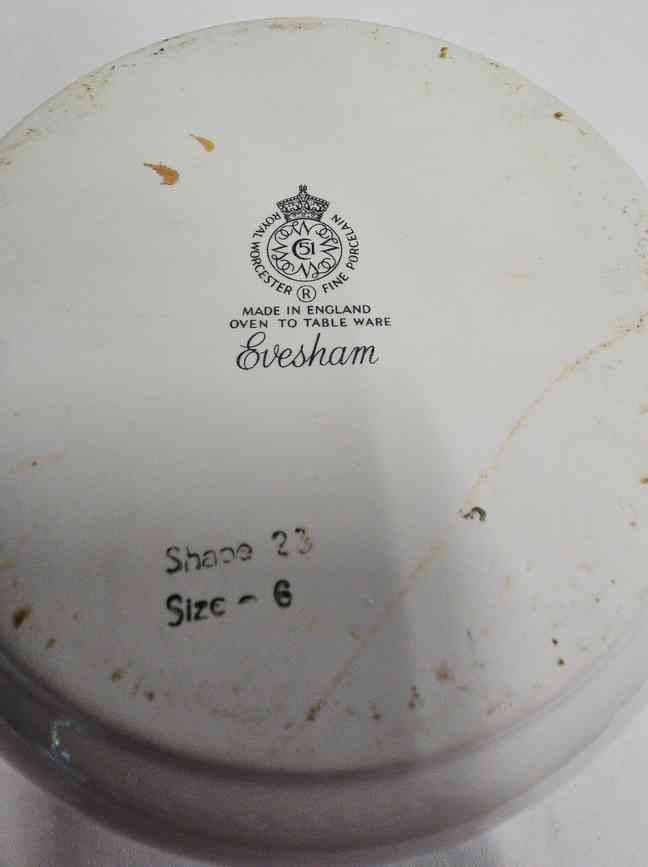 ROYAL WORCESTER FINE PORCELAIN
C 51
®
MADE IN ENGLAND
OVEN TO TABLE WARE
Evesham
Shape 23
Size - 6